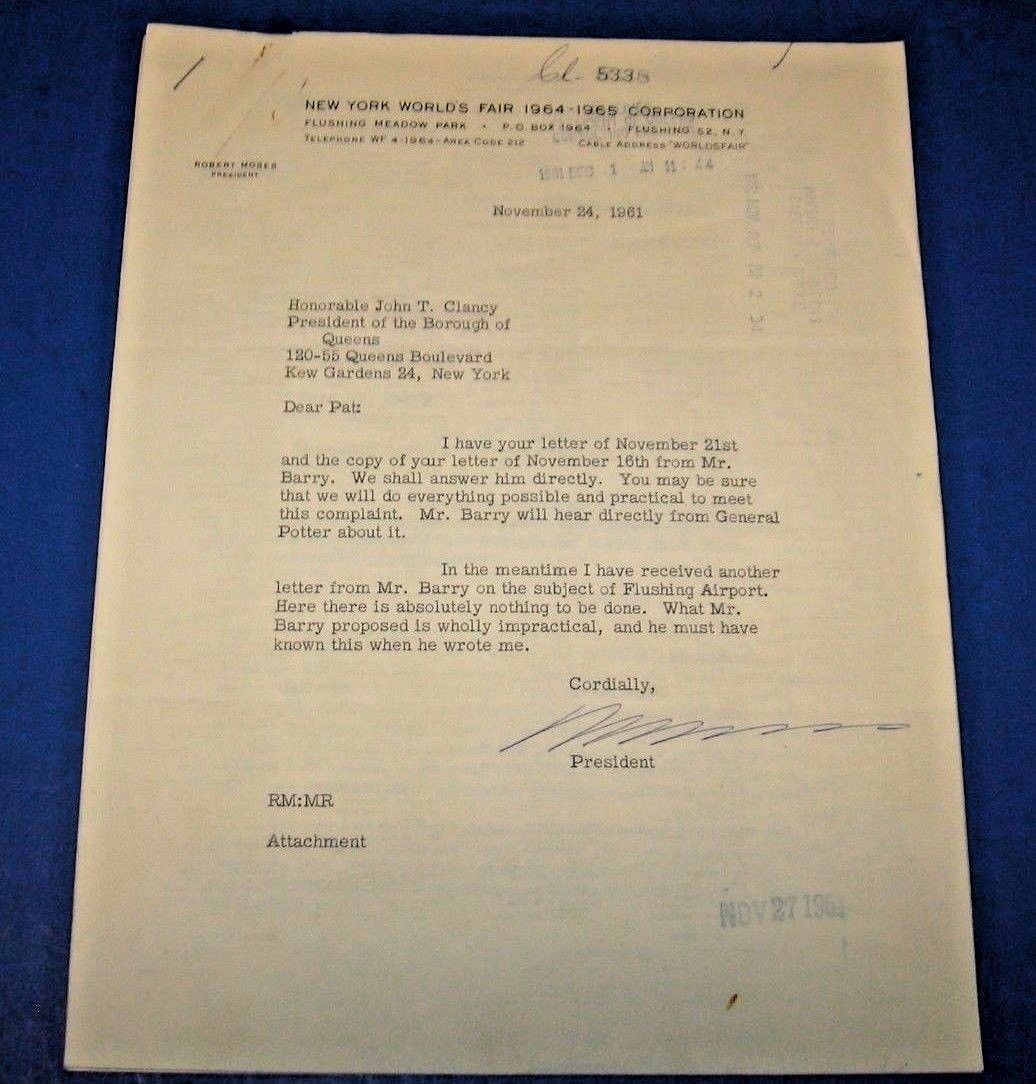 5338
NEW YORK WORLD'S FAIR 1964-1965 CORPORATION
FLUSHING MEADOW PARK • P.O. BOX 1964 • FLUSHING 52, N.Y.
TELEPHONE WF 4-1964-AREA CODE 212 CABLE ADDRESS "WORLDSFAIR"
ROBERT MOSES
PRESIDENT
1961 DEC 1 AM 11:44
November 24, 1961
Honorable John T. Clancy
President of the Borough of
Queens
120-55 Queens Boulevard
Kew Gardens 24, New York
Dear Pat:
I have your letter of November 21st
and the copy of your letter of November 16th from Mr.
Barry. We shall answer him directly. You may be sure
that we will do everything possible and practical to meet
this complaint. Mr. Barry will hear directly from General
Potter about it.
In the meantime I have received another
letter from Mr. Barry on the subject of Flushing Airport.
Here there is absolutely nothing to be done. What Mr.
Barry proposed is wholly impractical, and he must have
known this when he wrote me.
Cordially,
President
RM:MR
Attachment
NOV 27 1961